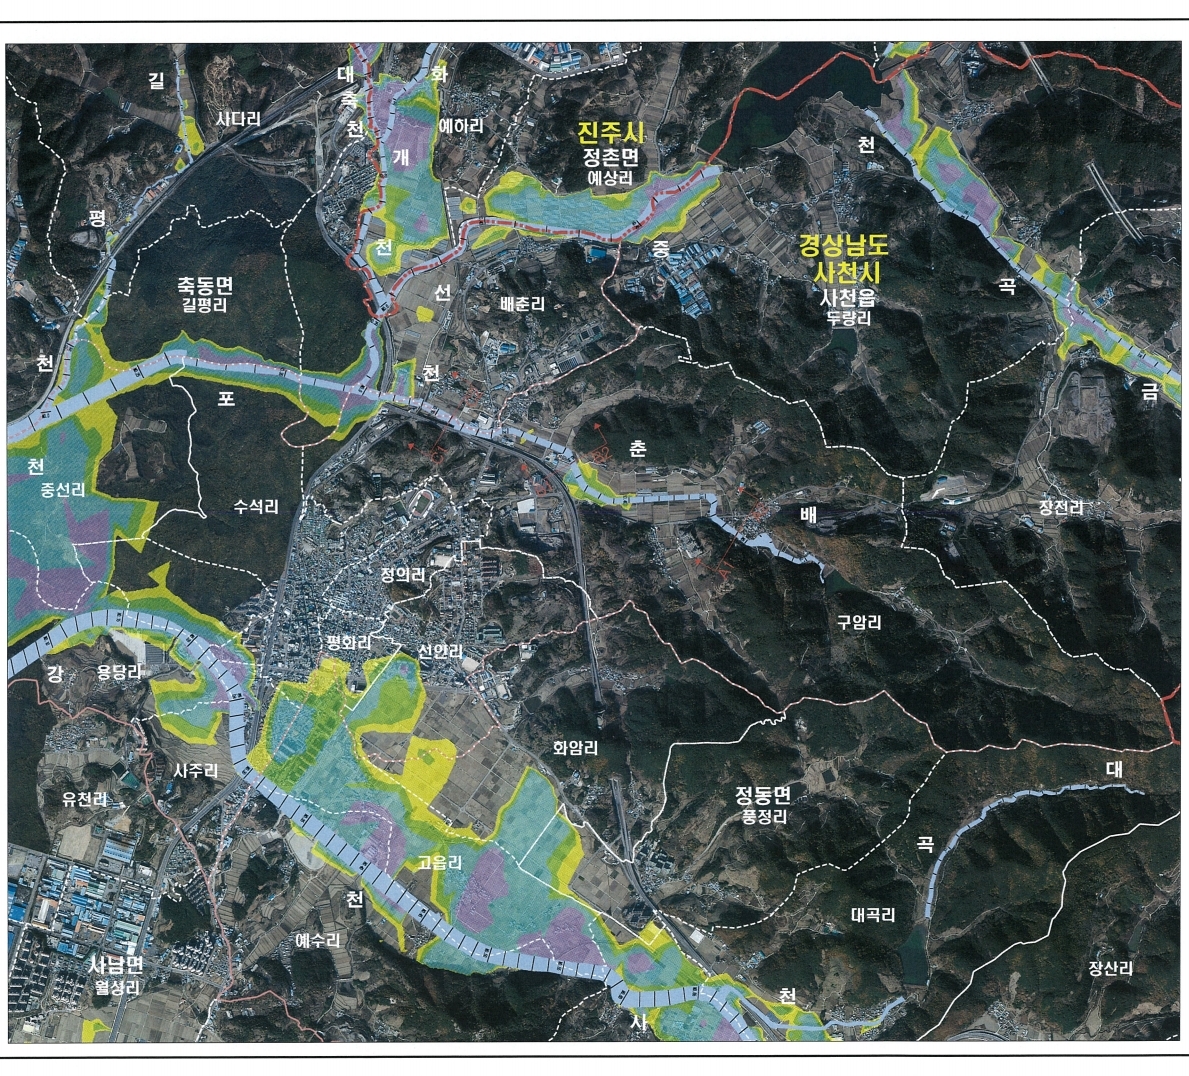 길
대
축
천
화
개
천
사다리
예하리
진주시
정촌면
예상리
천
평
중
경상남도
사천시
사천읍
두량리
축동면
길평리
선
배춘리
곡
천
천
금
포
춘
천
중선리
수석리
배
장전리
정의리
구암리
평화리
선인리
강
용당리
화암리
사주리
대
유천리
정동면
풍정리
곡
고읍리
천
대곡리
예수리
사남면
월성리
장산리
천
사